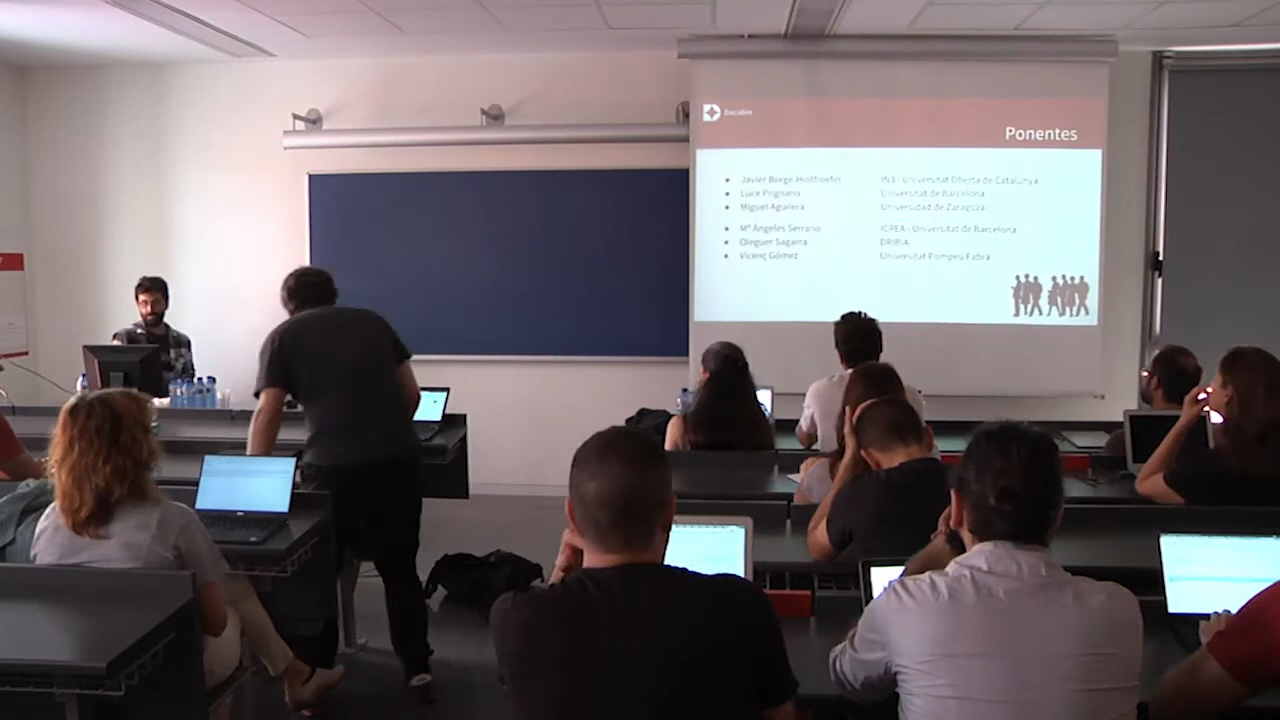 Decidim
Ponentes
• Javier Borge-Holthoefer IN3 - Universitat Oberta de Catalunya
• Luce Prignano Universitat de Barcelona
• Miguel Aguilera Universidad de Zaragoza
• Mª Ángeles Serrano ICREA - Universitat de Barcelona
• Oleguer Sagarra DRIBIA
• Vicenç Gómez Universitat Pompeu Fabra